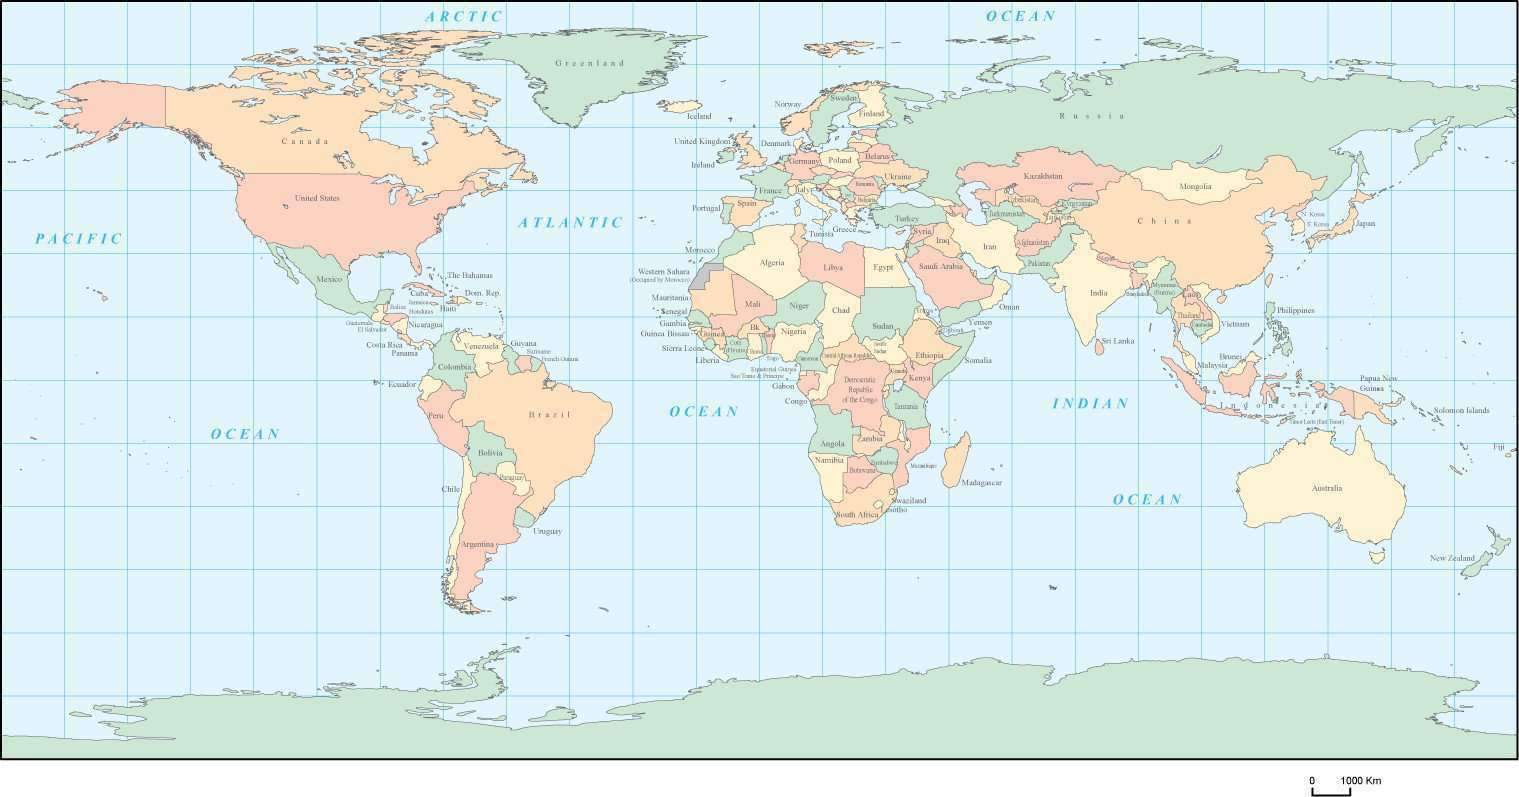 ARCTIC
OCEAN
Greenland
Iceland
Norway
Sweden
Finland
Russia
Canada
United Kingdom
Denmark
Ireland
Germany
Poland
Belarus
Ukraine
France
Italy
Romania
Bulgaria
Portugal
Spain
Greece
Turkey
Kazakhstan
Mongolia
Uzbekistan
Kyrgyzstan
Turkmenistan
Tajikistan
China
N. Korea
S. Korea
Japan
United States
ATLANTIC
PACIFIC
Tunisia
Morocco
Syria
Iraq
Iran
Afghanistan
Pakistan
Nepal
Algeria
Libya
Egypt
Saudi Arabia
Western Sahara
(Occupied by Morocco)
Mexico
The Bahamas
Cuba
Dom. Rep.
Jamaica
Haiti
Belize
Honduras
Guatemala
El Salvador
Nicaragua
Costa Rica
Panama
Mauritania
Mali
Niger
Chad
Sudan
Eritrea
Yemen
Oman
Djibouti
India
Bangladesh
Myanmar
(Burma)
Laos
Thailand
Cambodia
Vietnam
Philippines
Senegal
Gambia
Guinea Bissau
Guinea
Sierra Leone
Liberia
Bk
Togo
Nigeria
Cameroon
Central African Republic
South
Sudan
Ethiopia
Somalia
Sri Lanka
Brunei
Malaysia
Venezuela
Guyana
Suriname
French Guiana
Colombia
Ecuador
Equatorial Guinea
Sao Tome & Principe
Gabon
Congo
Democratic
Republic
of the Congo
Uganda
Kenya
Tanzania
Indonesia
Papua New
Guinea
Timor Leste (East Timor)
Solomon Islands
Fiji
Peru
Brazil
Bolivia
Paraguay
Chile
Argentina
Uruguay
OCEAN
OCEAN
INDIAN
OCEAN
Angola
Zambia
Namibia
Botswana
Zimbabwe
Mozambique
Madagascar
Swaziland
Lesotho
South Africa
Australia
New Zealand
0 1000 Km